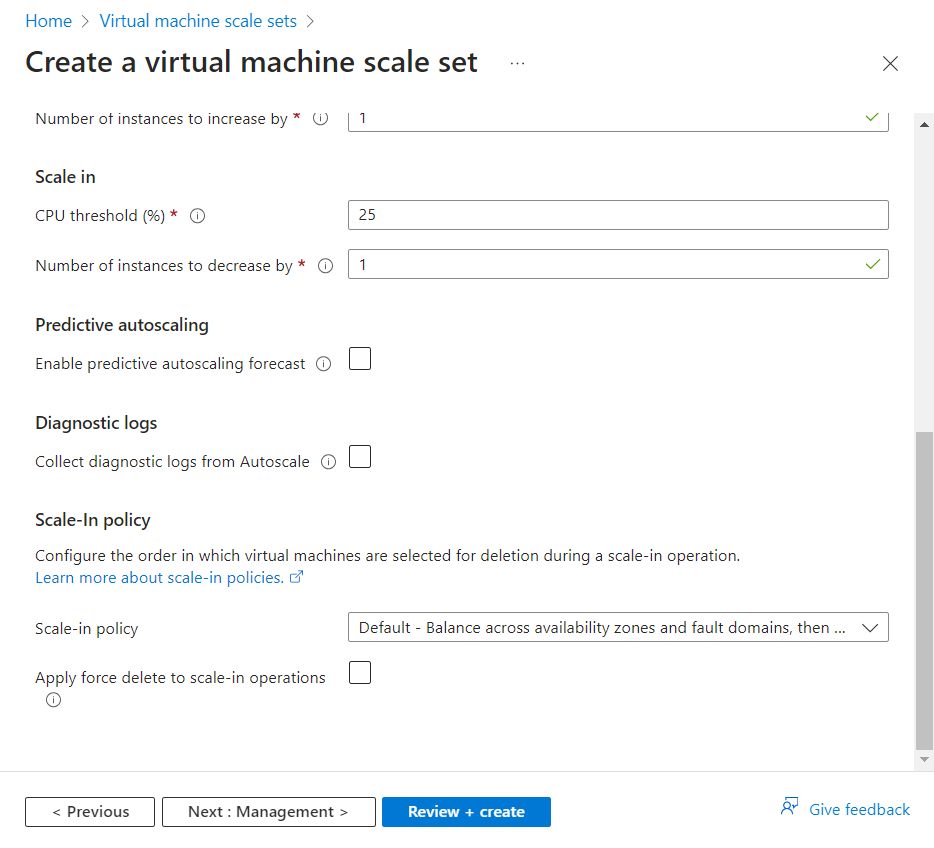 Home > Virtual machine scale sets >
Create a virtual machine scale set ...
Number of instances to increase by * 1
Scale in
CPU threshold (%) * 25
Number of instances to decrease by * 1
Predictive autoscaling
Enable predictive autoscaling forecast
Diagnostic logs
Collect diagnostic logs from Autoscale
Scale-In policy
Configure the order in which virtual machines are selected for deletion during a scale-in operation.
Learn more about scale-in policies.
Scale-in policy Default - Balance across availability zones and fault domains, then ...
Apply force delete to scale-in operations
< Previous Next : Management > Review + create Give feedback